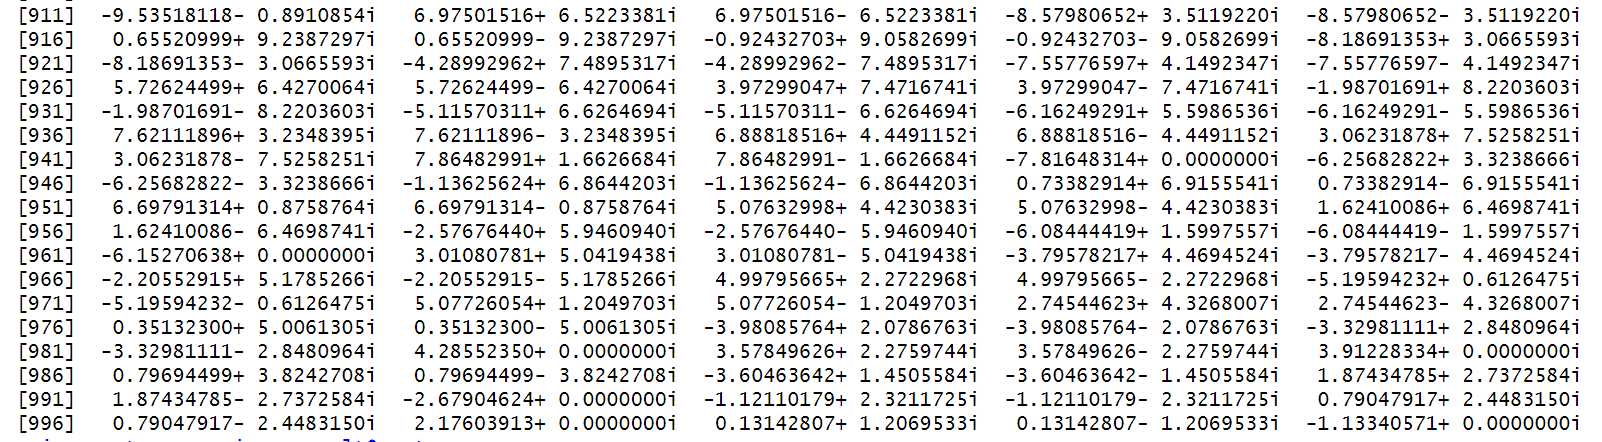 [911] -9.53518118- 0.8910854i 6.97501516+ 6.5223381i 6.97501516- 6.5223381i -8.57980652+ 3.5119220i -8.57980652- 3.5119220i
[916] 0.65520999+ 9.2387297i 0.65520999- 9.2387297i -0.92432703+ 9.0582699i -0.92432703- 9.0582699i -8.18691353+ 3.0665593i
[921] -8.18691353- 3.0665593i -4.28992962+ 7.4895317i -4.28992962- 7.4895317i -7.55776597+ 4.1492347i -7.55776597- 4.1492347i
[926] 5.72624499+ 6.4270064i 5.72624499- 6.4270064i 3.97299047+ 7.4716741i 3.97299047- 7.4716741i -1.98701691+ 8.2203603i
[931] -1.98701691- 8.2203603i -5.11570311+ 6.6264694i -5.11570311- 6.6264694i -6.16249291+ 5.5986536i -6.16249291- 5.5986536i
[936] 7.62111896+ 3.2348395i 7.62111896- 3.2348395i 6.88818516+ 4.4491152i 6.88818516- 4.4491152i 3.06231878+ 7.5258251i
[941] 3.06231878- 7.5258251i 7.86482991+ 1.6626684i 7.86482991- 1.6626684i -7.81648314+ 0.0000000i -6.25682822+ 3.3238666i
[946] -6.25682822- 3.3238666i -1.13625624+ 6.8644203i -1.13625624- 6.8644203i 0.73382914+ 6.9155541i 0.73382914- 6.9155541i
[951] 6.69791314+ 0.8758764i 6.69791314- 0.8758764i 5.07632998+ 4.4230383i 5.07632998- 4.4230383i 1.62410086+ 6.4698741i
[956] 1.62410086- 6.4698741i -2.57676440+ 5.9460940i -2.57676440- 5.9460940i -6.08444419+ 1.5997557i -6.08444419- 1.5997557i
[961] -6.15270638+ 0.0000000i 3.01080781+ 5.0419438i 3.01080781- 5.0419438i -3.79578217+ 4.4694524i -3.79578217- 4.4694524i
[966] -2.20552915+ 5.1785266i -2.20552915- 5.1785266i 4.99795665+ 2.2722968i 4.99795665- 2.2722968i -5.19594232+ 0.6126475i
[971] -5.19594232- 0.6126475i 5.07726054+ 1.2049703i 5.07726054- 1.2049703i 2.74544623+ 4.3268007i 2.74544623- 4.3268007i
[976] 0.35132300+ 5.0061305i 0.35132300- 5.0061305i -3.98085764+ 2.0786763i -3.98085764- 2.0786763i -3.32981111+ 2.8480964i
[981] -3.32981111- 2.8480964i 4.28552350+ 0.0000000i 3.57849626+ 2.2759744i 3.57849626- 2.2759744i 3.91228334+ 0.0000000i
[986] 0.79694499+ 3.8242708i 0.79694499- 3.8242708i -3.60463642+ 1.4505584i -3.60463642- 1.4505584i 1.87434785+ 2.7372584i
[991] 1.87434785- 2.7372584i -2.67904624+ 0.0000000i -1.12110179+ 2.3211725i -1.12110179- 2.3211725i 0.79047917+ 2.4483150i
[996] 0.79047917- 2.4483150i 2.17603913+ 0.0000000i 0.13142807+ 1.2069533i 0.13142807- 1.2069533i -1.13340571+ 0.0000000i